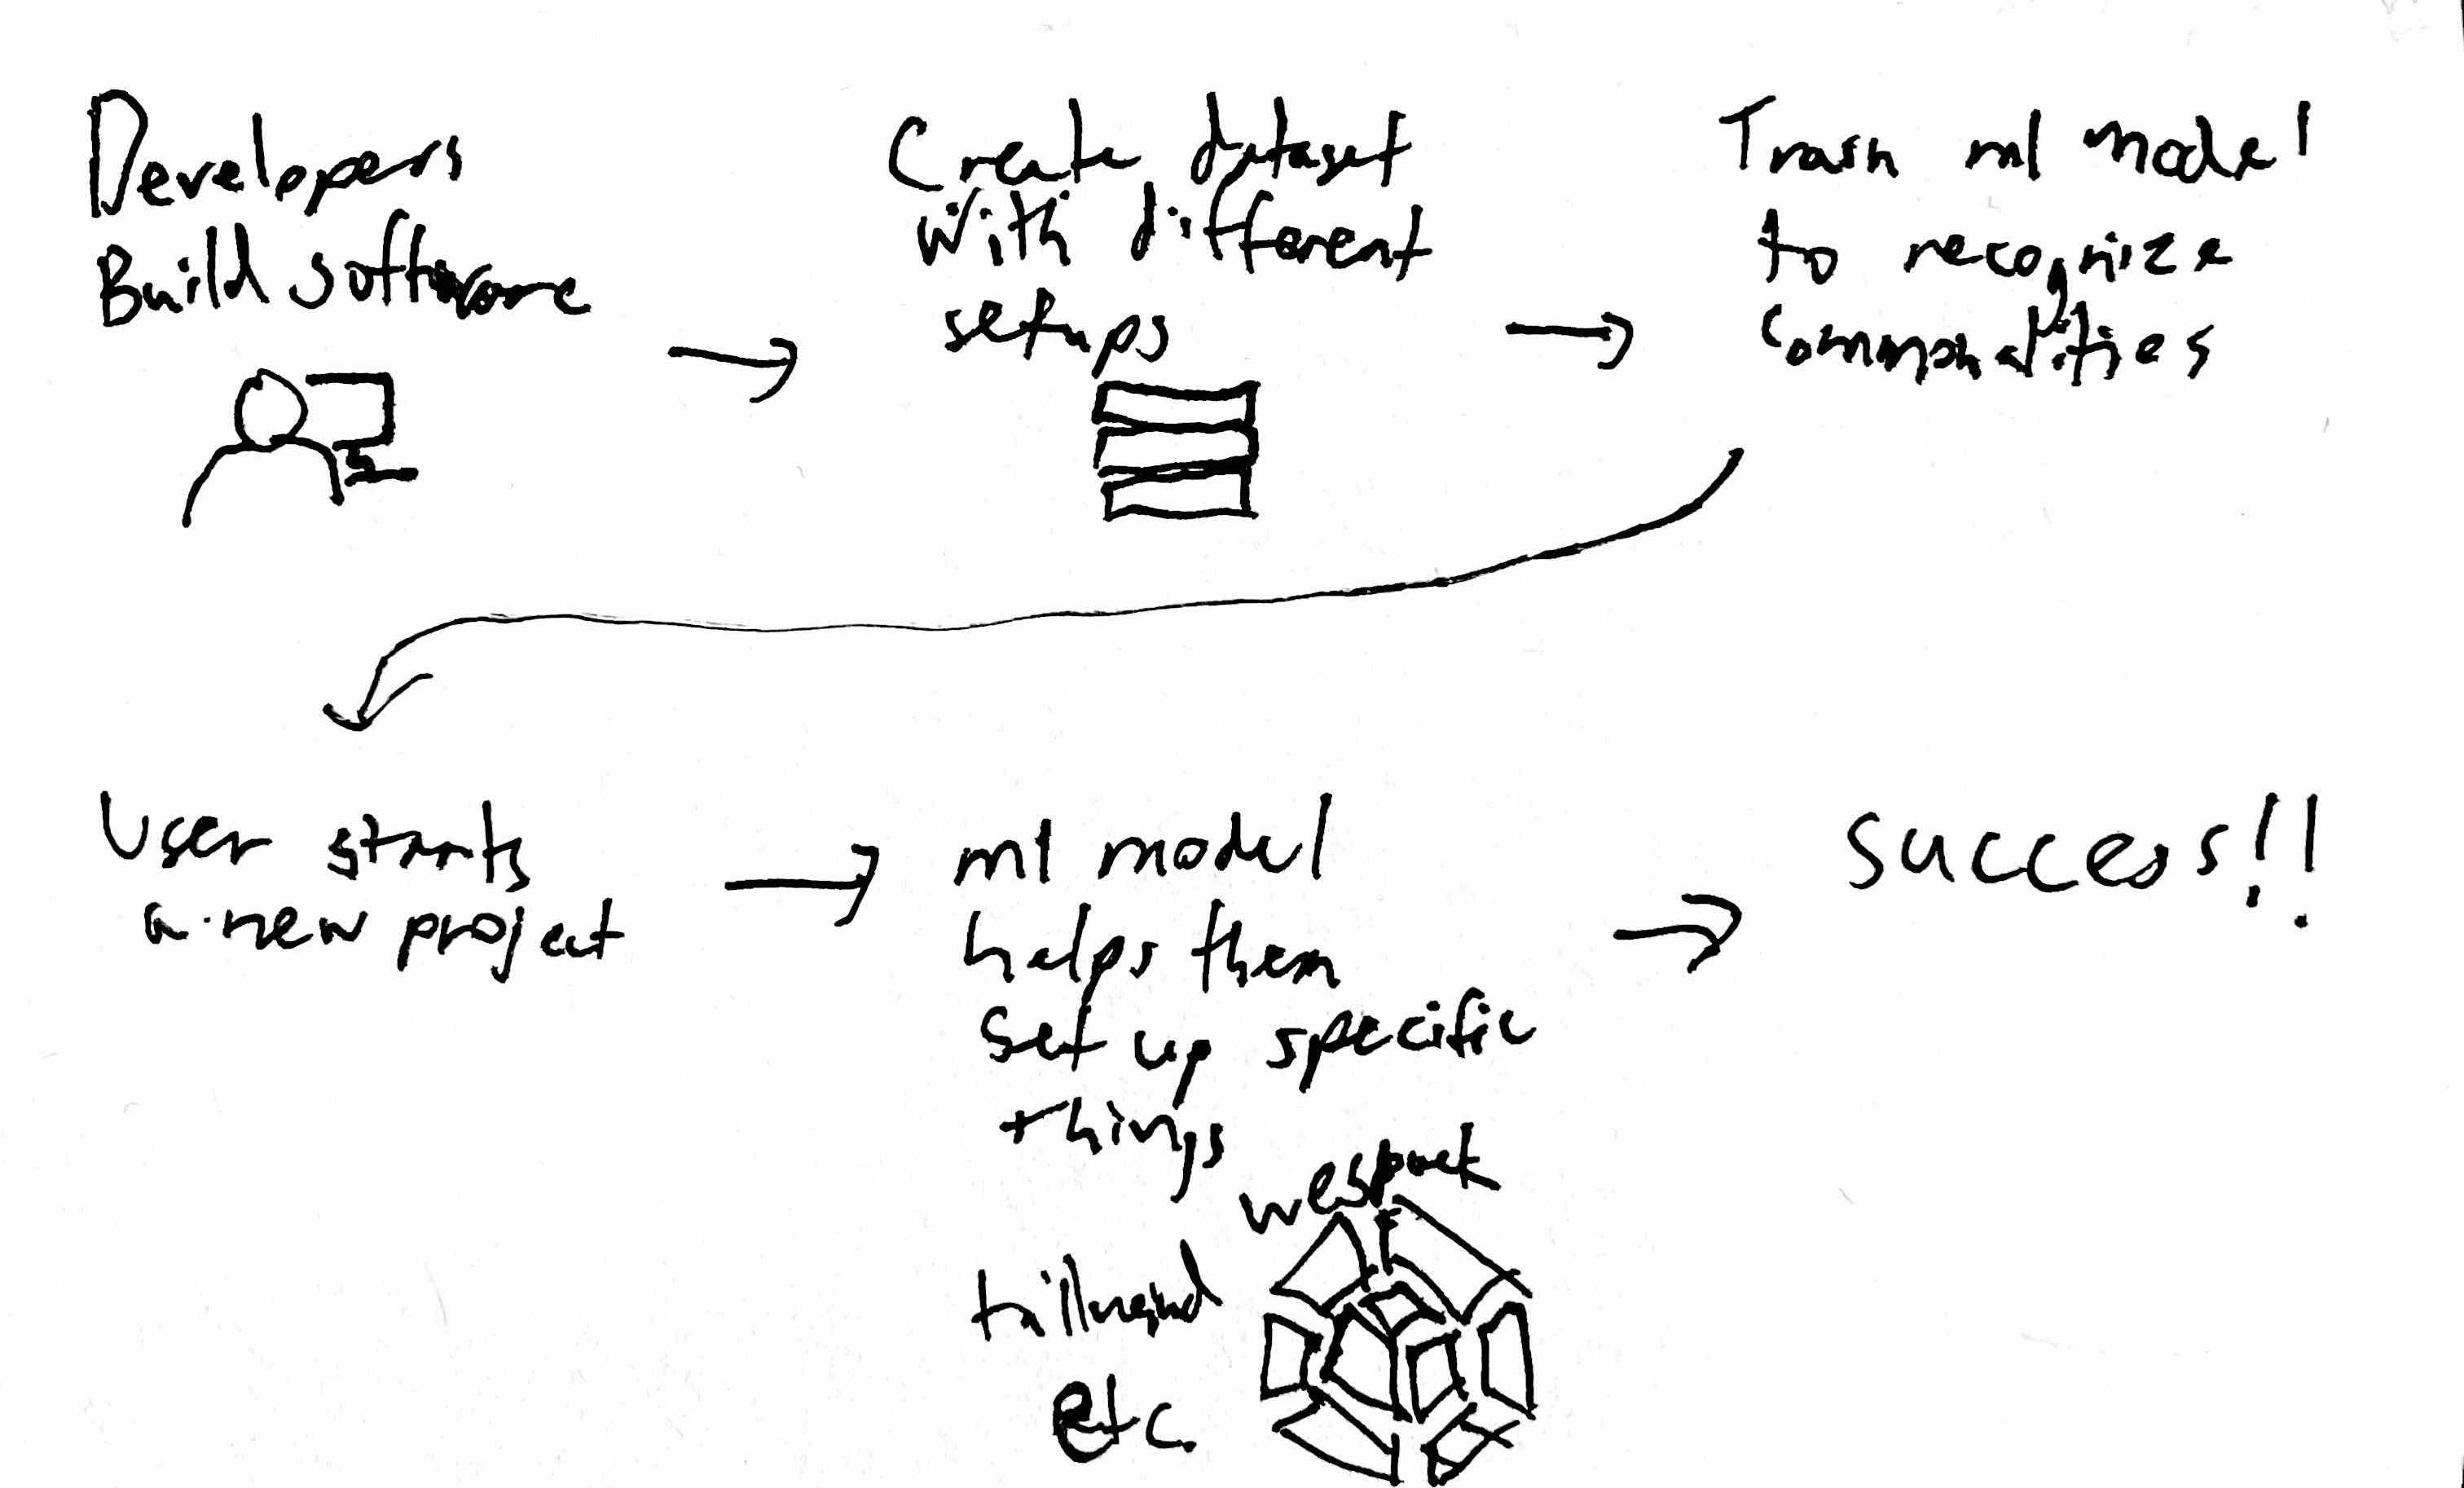 Developers
Build software
Create dataset
with different
setups
Train ml model
to recognize
commonalities
User starts
a new project
ml model
helps them
set up specific
things
wespack
tailwind
etc.
success!!